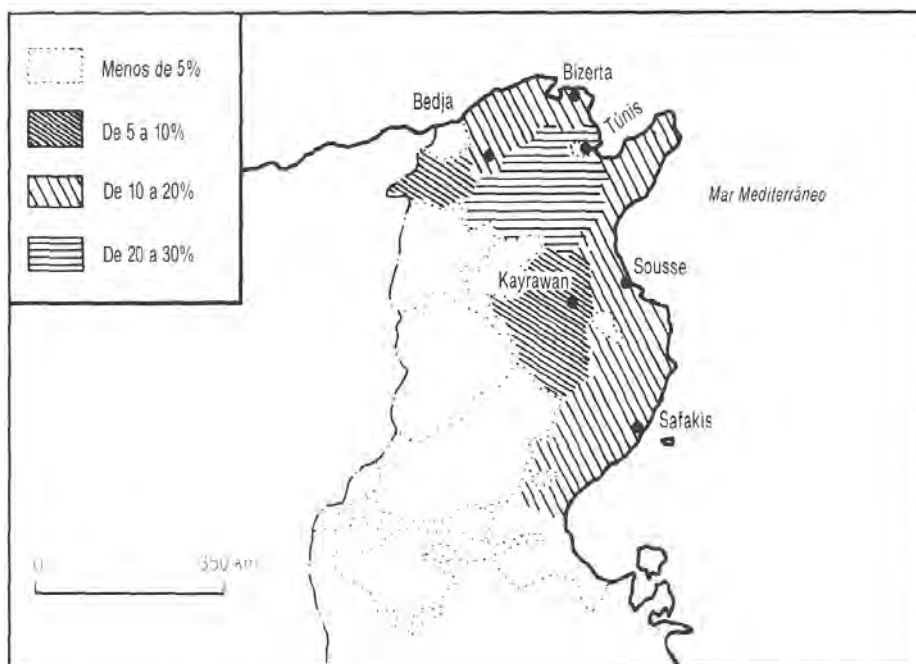 Menos de 5%
De 5 a 10%
De 10 a 20%
De 20 a 30%
Bizerta
Bedja
Túnis
Mar Mediterrâneo
Sousse
Kayrawan
Safakis
0 350 km